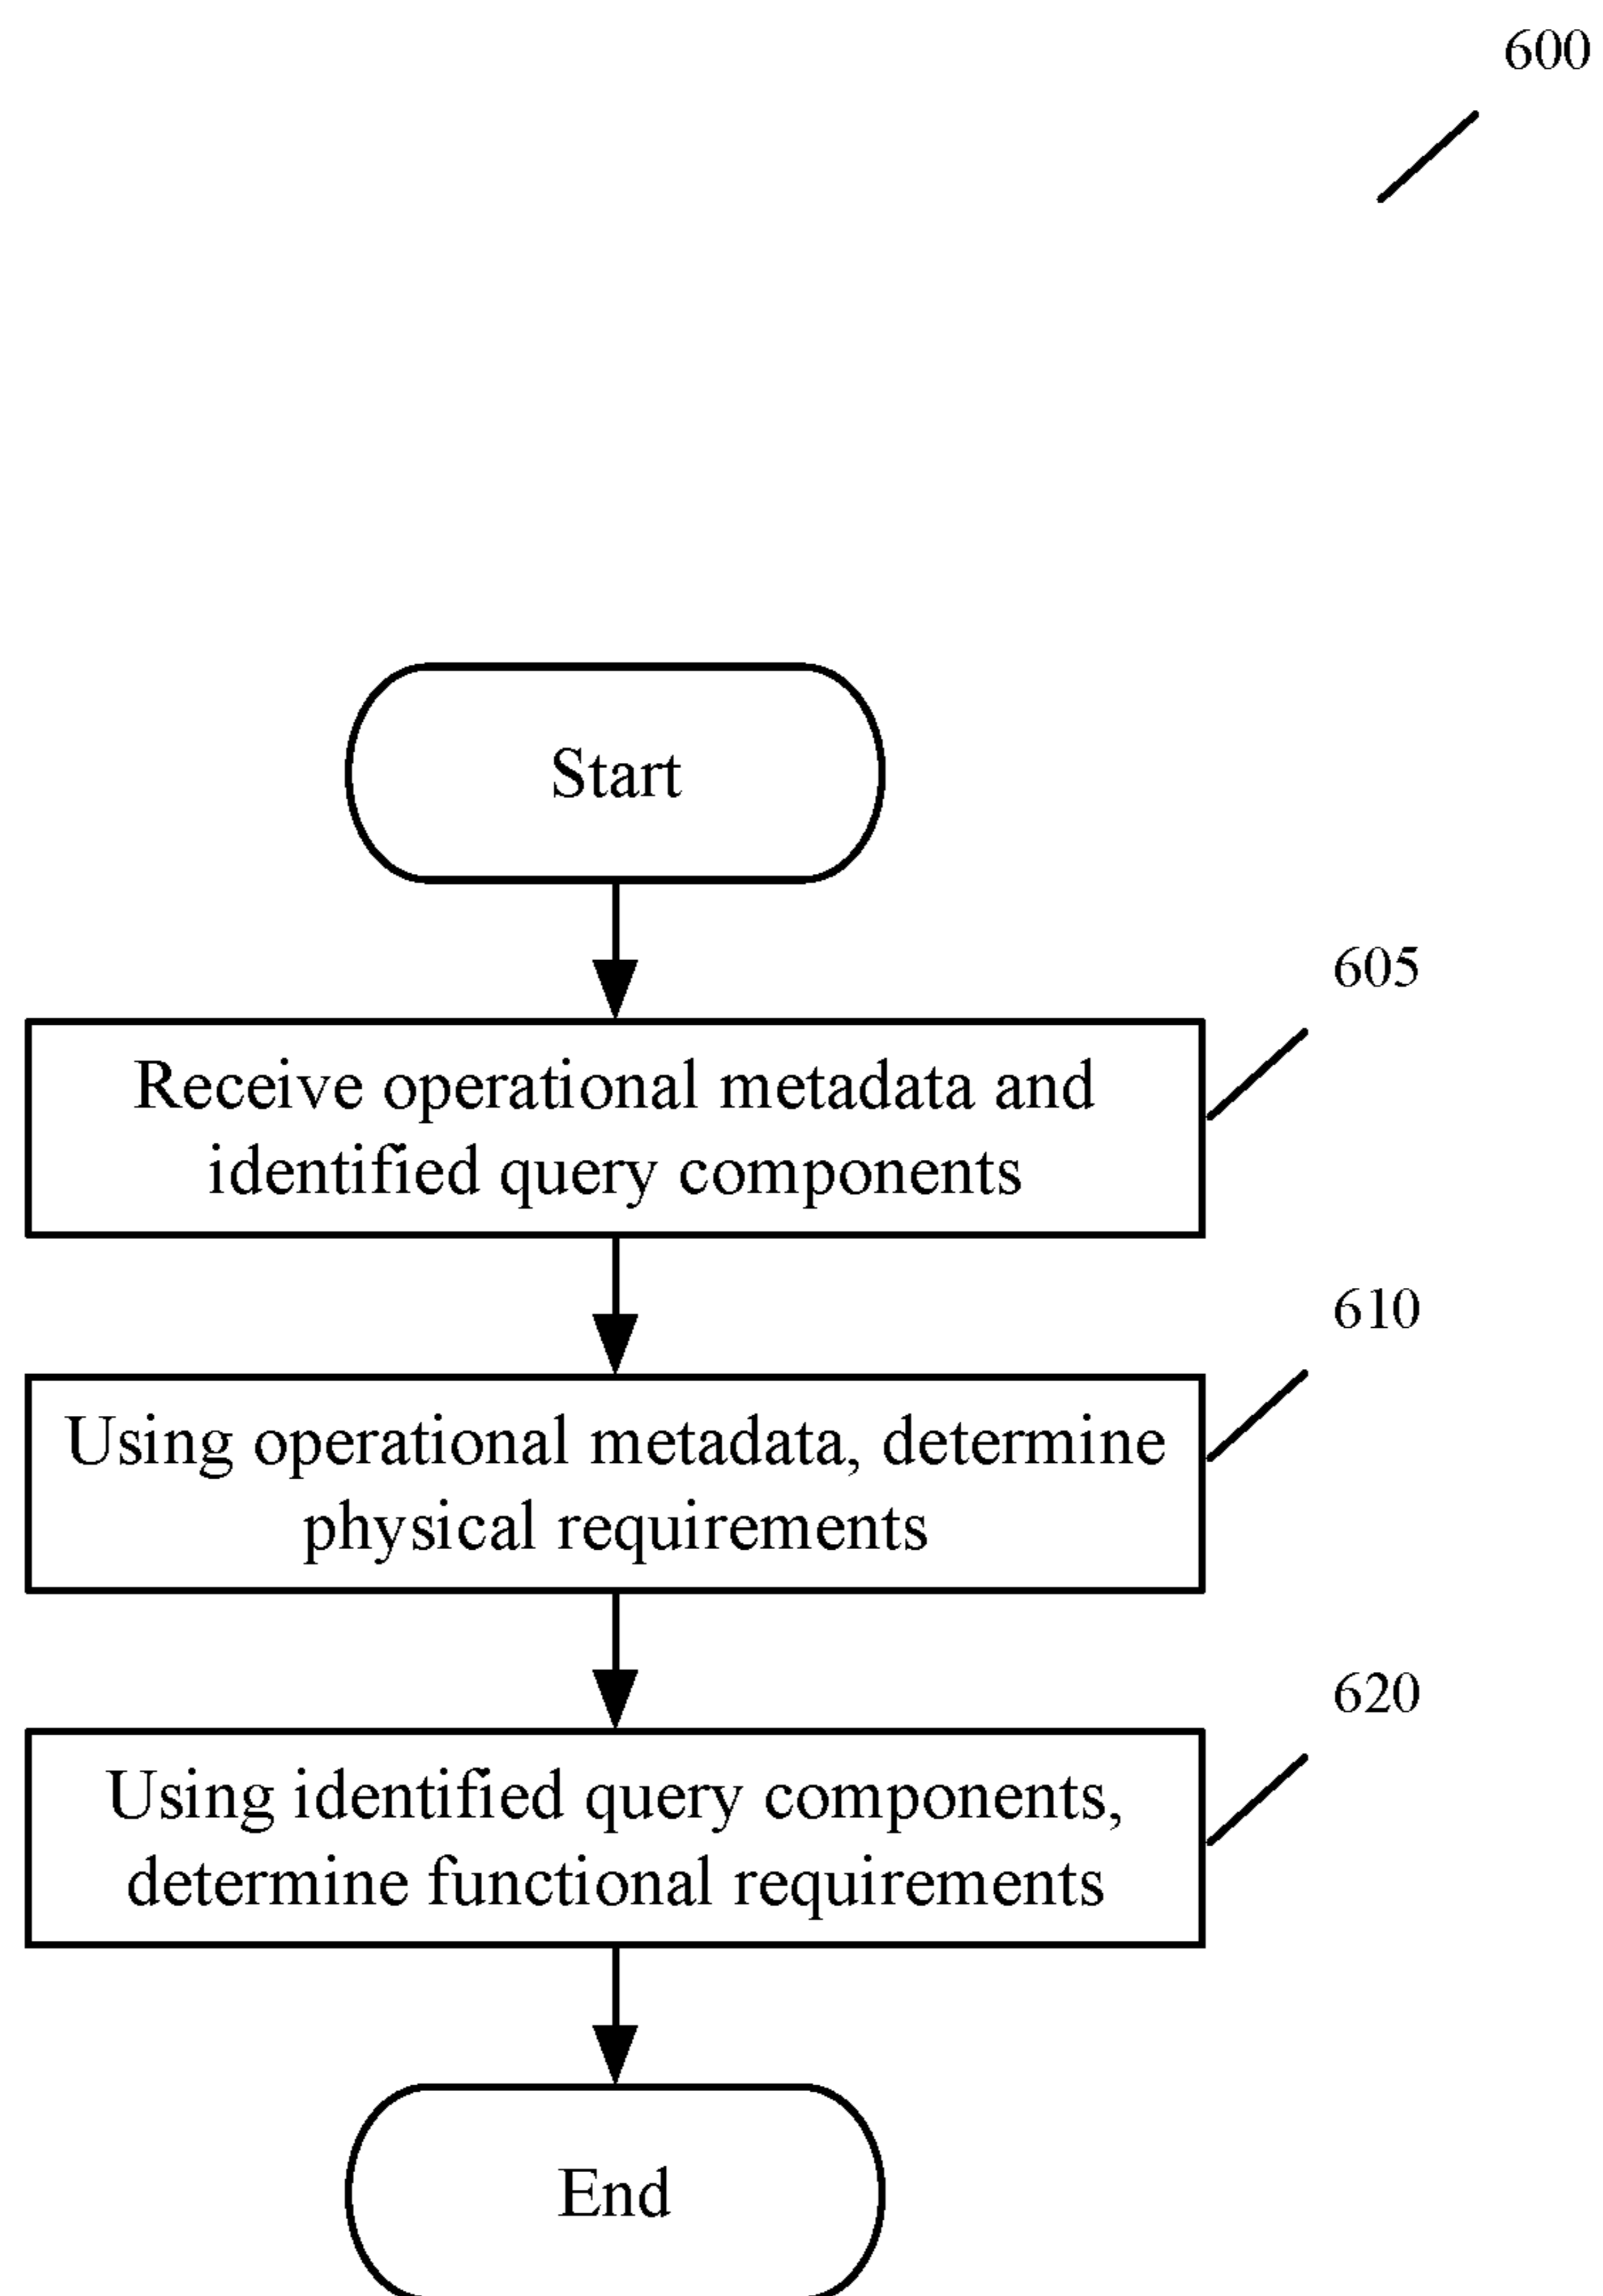 600
Start
605
Receive operational metadata and
identified query components
610
Using operational metadata, determine
physical requirements
620
Using identified query components,
determine functional requirements
End